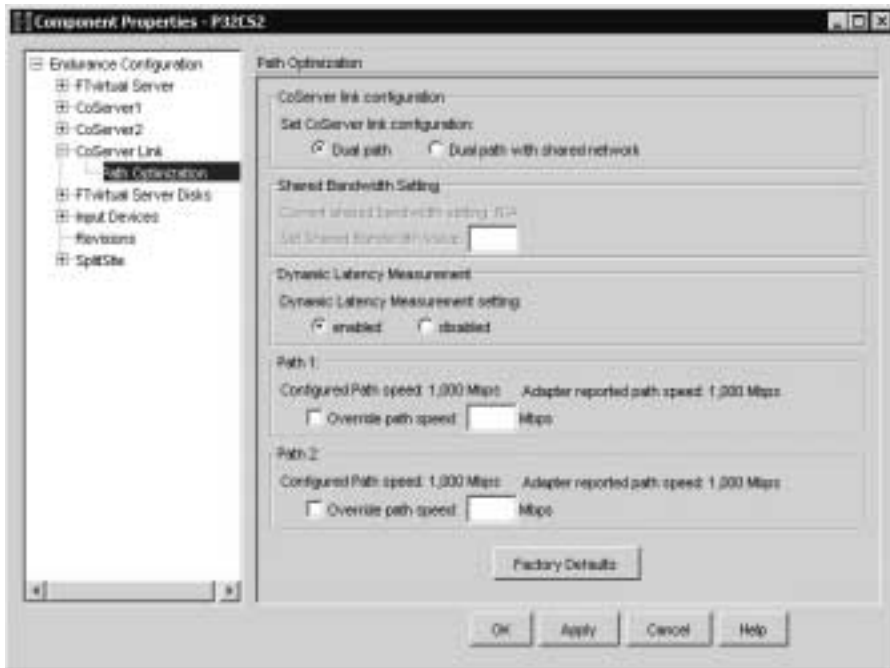 Component Properties - P32CS2
Endurance Configuration
FTvirtual Server
CoServer1
CoServer2
CoServer Link
Path Optimization
FTvirtual Server Disks
Input Devices
Revisions
SplitSite
Path Optimization
CoServer link configuration
Set CoServer link configuration:
Dual path
Dual path with shared network
Shared Bandwidth Setting
Current shared bandwidth setting: N/A
Set Shared Bandwidth Value:
Dynamic Latency Measurement
Dynamic Latency Measurement setting:
enabled
disabled
Path 1:
Configured Path speed: 1,000 Mbps Adapter reported path speed: 1,000 Mbps
Override path speed: Mbps
Path 2:
Configured Path speed: 1,000 Mbps Adapter reported path speed: 1,000 Mbps
Override path speed: Mbps
Factory Defaults
OK Apply Cancel Help